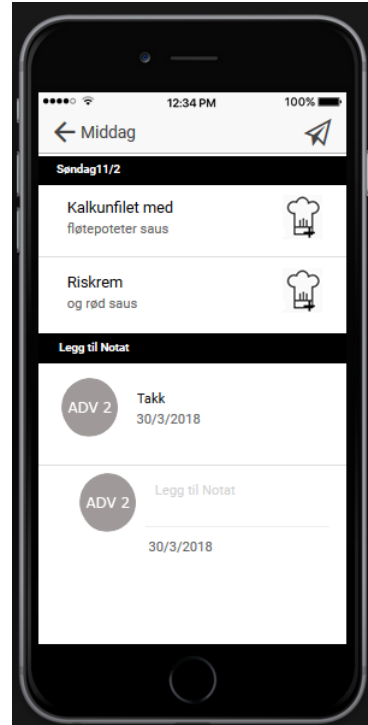 12:34 PM
100%
Middag
Søndag11/2
Kalkunfilet med
fløtepoteter saus
Riskrem
og rød saus
Legg til Notat
ADV 2
Takk
30/3/2018
ADV 2
Legg til Notat
30/3/2018